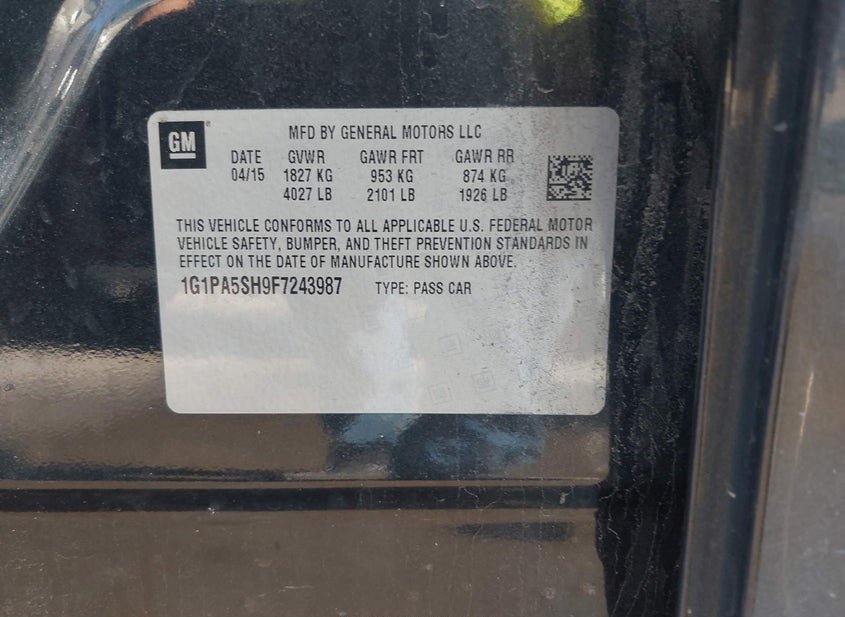 GM
MFD BY GENERAL MOTORS LLC
DATE GVWR GAWR FRT GAWR RR
04/15 1827 KG 953 KG 874 KG
4027 LB 2101 LB 1926 LB
THIS VEHICLE CONFORMS TO ALL APPLICABLE U.S. FEDERAL MOTOR
VEHICLE SAFETY, BUMPER, AND THEFT PREVENTION STANDARDS IN
EFFECT ON THE DATE OF MANUFACTURE SHOWN ABOVE.
1G1PA5SH9F7243987 TYPE: PASS CAR